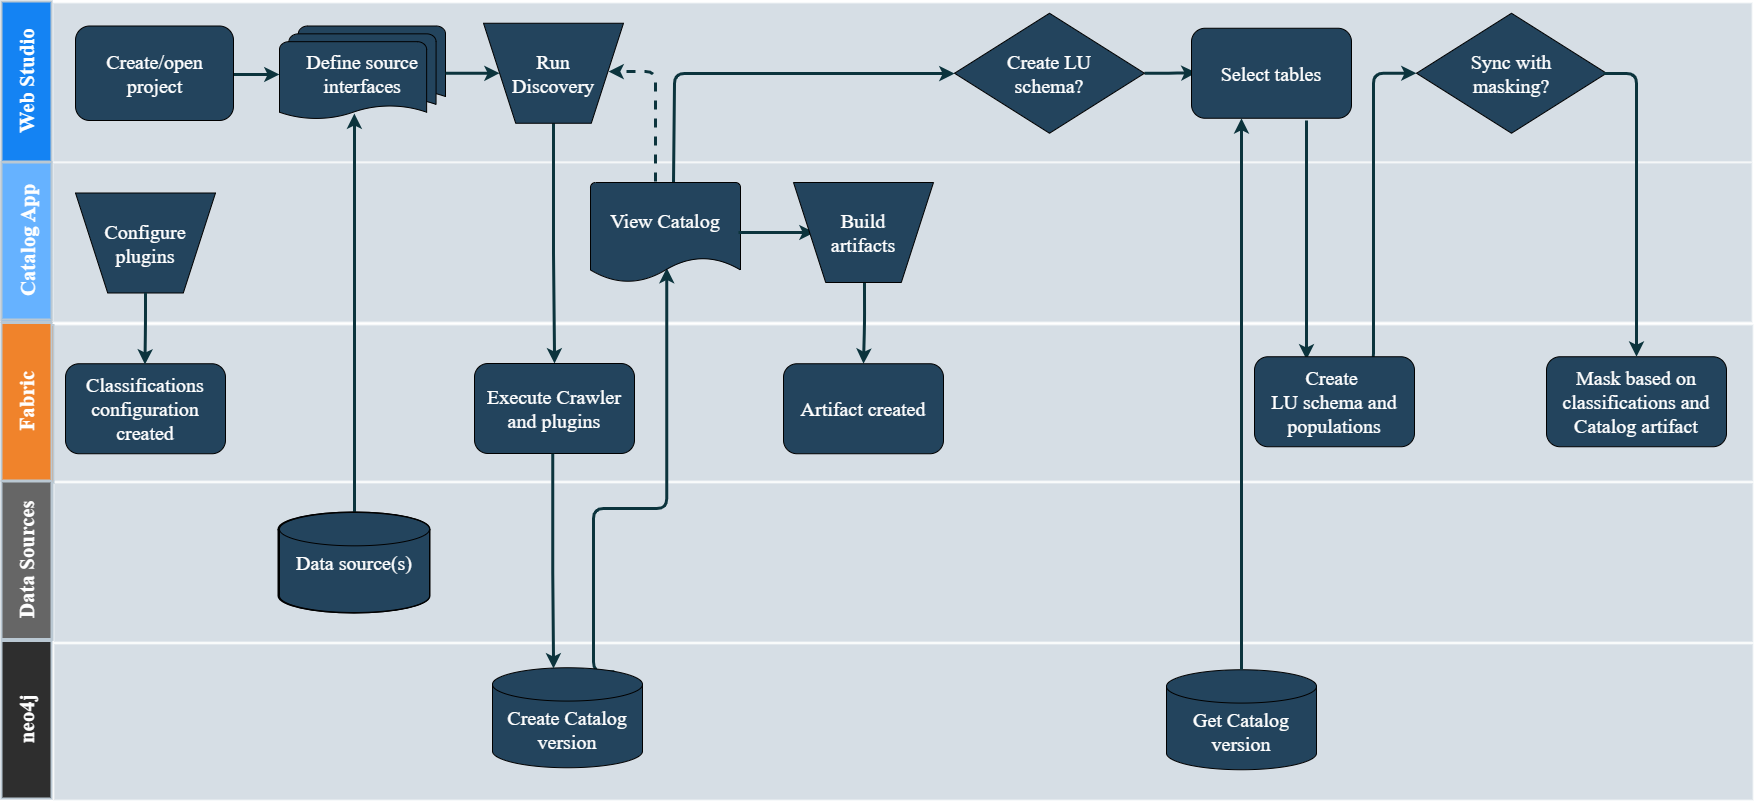 Web Studio
Create/open
project
Define source
interfaces
Run
Discovery
Create LU
schema?
Select tables
Sync with
masking?
Catalog App
Configure
plugins
View Catalog
Build
artifacts
Fabric
Classifications
configuration
created
Execute Crawler
and plugins
Artifact created
Create
LU schema and
populations
Mask based on
classifications and
Catalog artifact
Data Sources
Data source(s)
neo4j
Create Catalog
version
Get Catalog
version